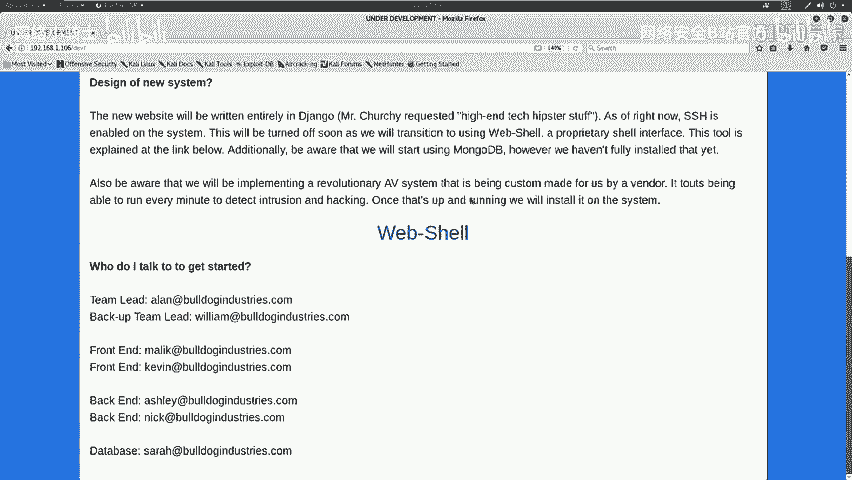 UNDER DEVELOPMENT - Mozilla Firefox
192.168.1.106/dev/
140%
Search
Most Visited Offensive Security Kali Linux Kali Docs Kali Tools Exploit-DB Aircrack-ng Kali Forums NetHunter Getting Started
Design of new system?
The new website will be written entirely in Django (Mr. Churchy requested "high-end tech hipster stuff"). As of right now, SSH is
enabled on the system. This will be turned off soon as we will transition to using Web-Shell, a proprietary shell interface. This tool is
explained at the link below. Additionally, be aware that we will start using MongoDB, however we haven't fully installed that yet.
Also be aware that we will be implementing a revolutionary AV system that is being custom made for us by a vendor. It touts being
able to run every minute to detect intrusion and hacking. Once that's up and running we will install it on the system.
Web-Shell
Who do I talk to to get started?
Team Lead: alan@bulldogindustries.com
Back-up Team Lead: william@bulldogindustries.com
Front End: malik@bulldogindustries.com
Front End: kevin@bulldogindustries.com
Back End: ashley@bulldogindustries.com
Back End: nick@bulldogindustries.com
Database: sarah@bulldogindustries.com